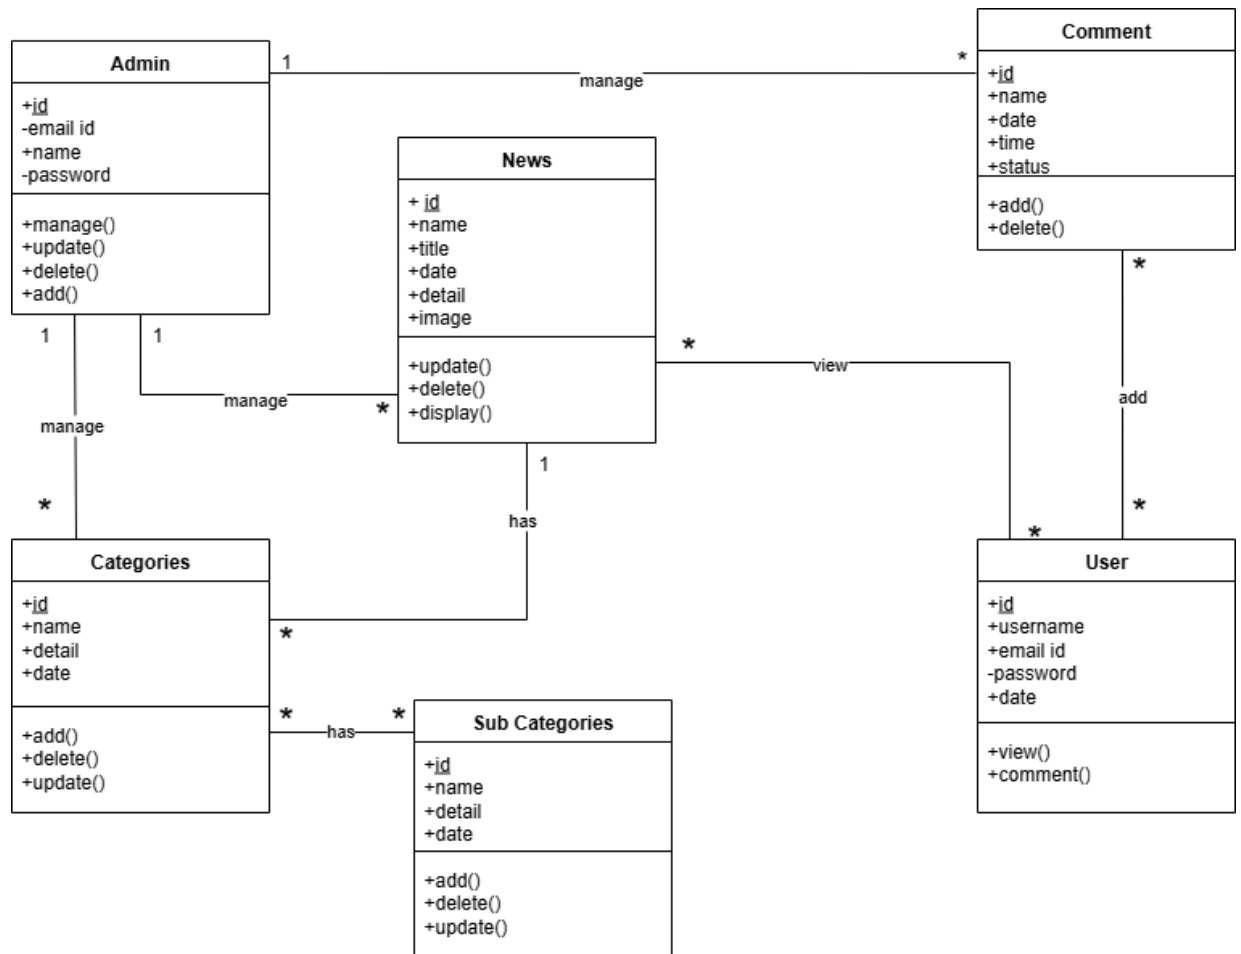 Admin
+id
-email id
+name
-password
+manage()
+update()
+delete()
+add()
1
manage
*
Comment
+id
+name
+date
+time
+status
+add()
+delete()
News
+ id
+name
+title
+date
+detail
+image
+update()
+delete()
+display()
1
manage
*
1
manage
*
*
view
*
*
add
*
1
has
*
Categories
+id
+name
+detail
+date
+add()
+delete()
+update()
*
has
*
Sub Categories
+id
+name
+detail
+date
+add()
+delete()
+update()
User
+id
+username
+email id
-password
+date
+view()
+comment()